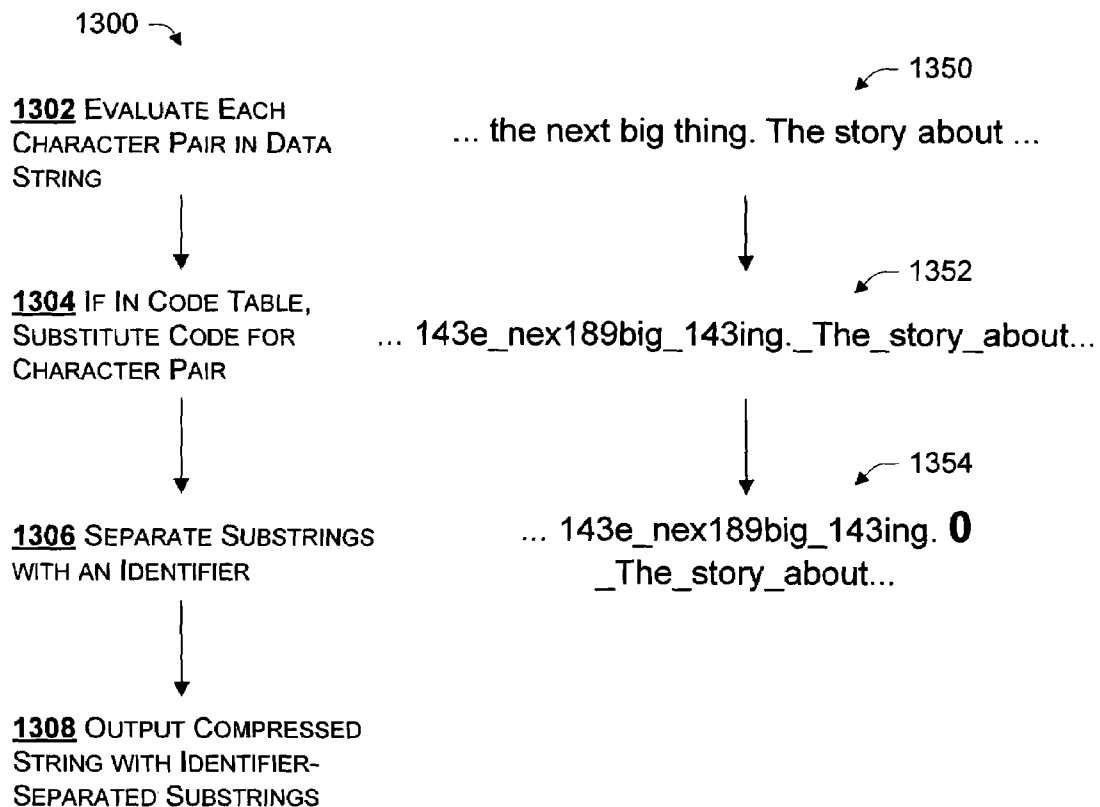 1300
1350
1302 EVALUATE EACH
CHARACTER PAIR IN DATA
STRING
... the next big thing. The story about ...
1352
1304 IF IN CODE TABLE,
SUBSTITUTE CODE FOR
CHARACTER PAIR
... 143e_nex189big_143ing._The_story_about...
1354
1306 SEPARATE SUBSTRINGS
WITH AN IDENTIFIER
... 143e_nex189big_143ing. 0
_The_story_about...
1308 OUTPUT COMPRESSED
STRING WITH IDENTIFIER-
SEPARATED SUBSTRINGS